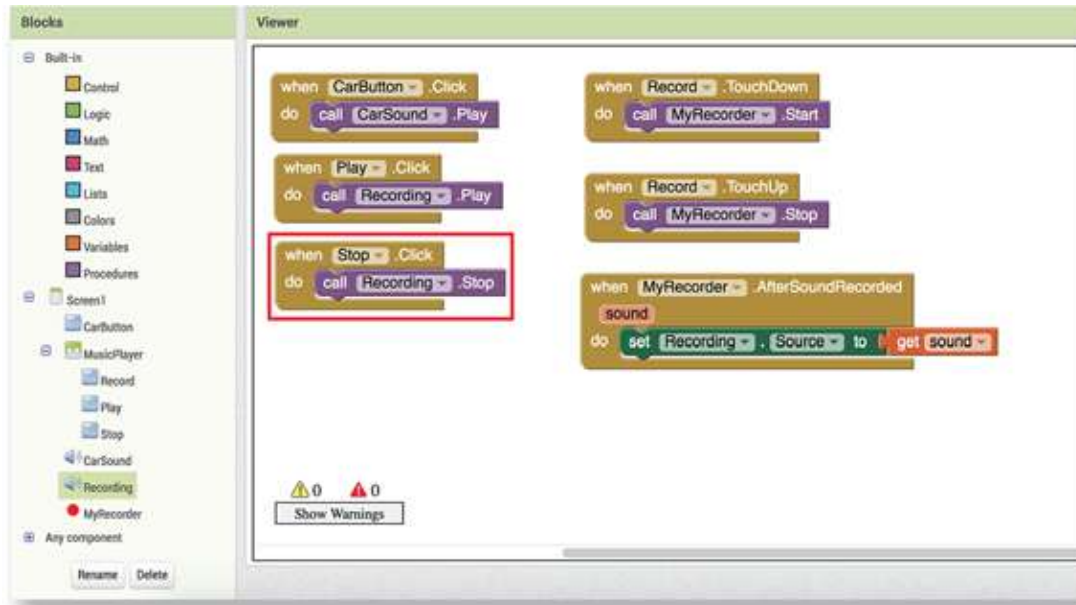 Blocks
Built-in
Control
Logic
Math
Text
Lists
Colors
Variables
Procedures
Screen1
CarButton
MusicPlayer
Record
Play
Stop
CarSound
Recording
MyRecorder
Any component
Rename Delete
Viewer
when CarButton .Click
do call CarSound .Play
when Play .Click
do call Recording .Play
when Stop .Click
do call Recording .Stop
when Record .TouchDown
do call MyRecorder .Start
when Record .TouchUp
do call MyRecorder .Stop
when MyRecorder .AfterSoundRecorded
sound
do set Recording . Source to get sound
0 0
Show Warnings